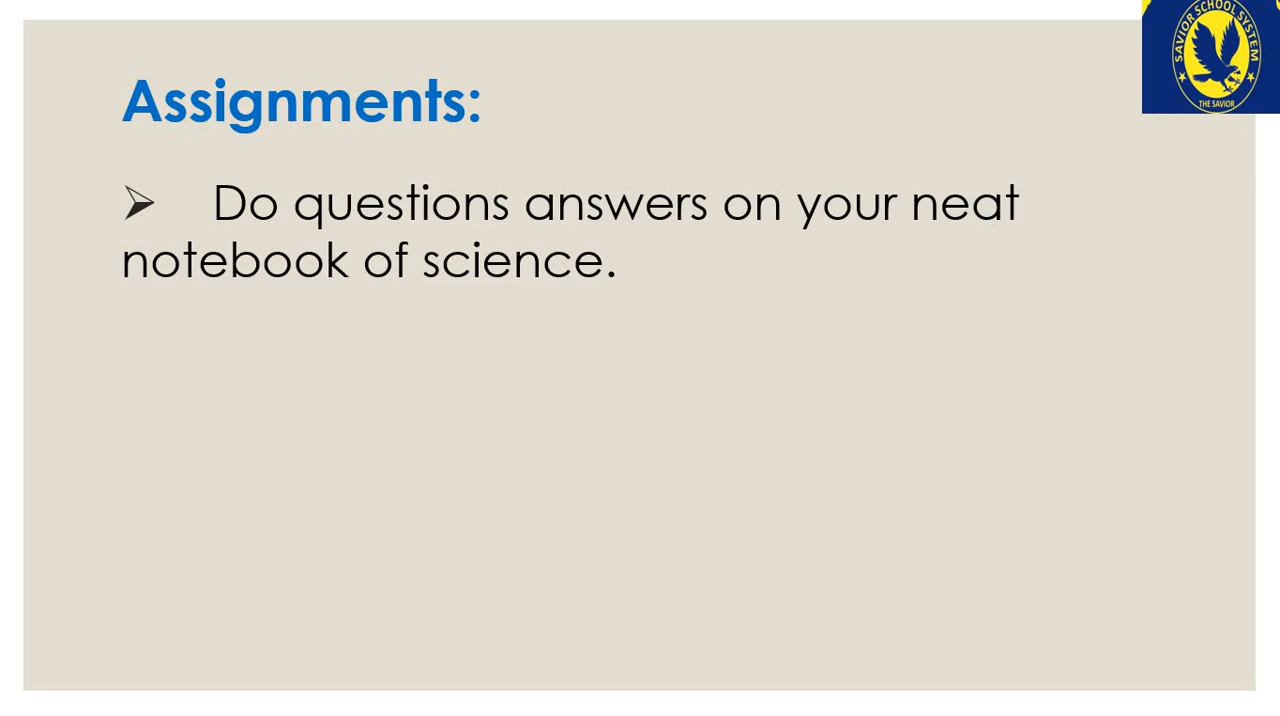 SAVIOR SCHOOL SYSTEM
THE SAVIOR
Assignments:
➢ Do questions answers on your neat
notebook of science.